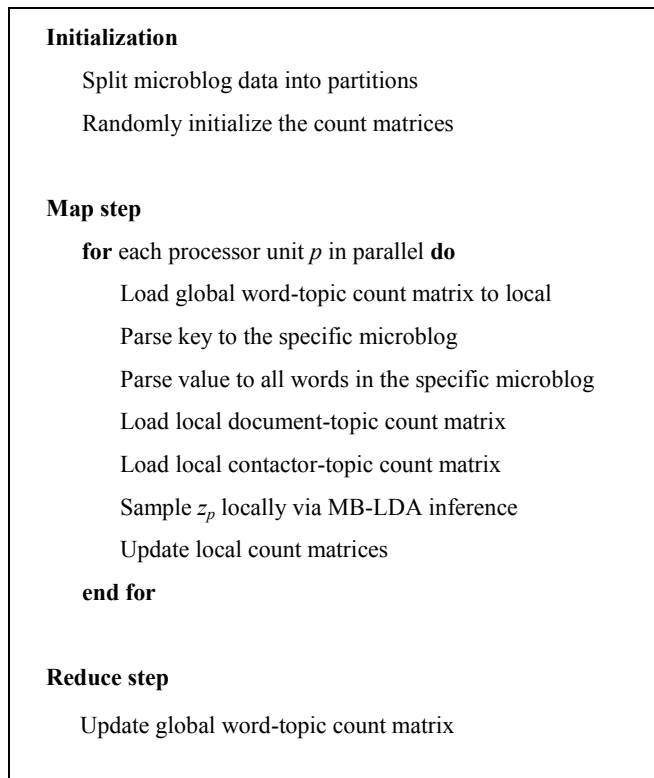 Initialization
Split microblog data into partitions
Randomly initialize the count matrices
Map step
for each processor unit p in parallel do
Load global word-topic count matrix to local
Parse key to the specific microblog
Parse value to all words in the specific microblog
Load local document-topic count matrix
Load local contactor-topic count matrix
Sample zp locally via MB-LDA inference
Update local count matrices
end for
Reduce step
Update global word-topic count matrix